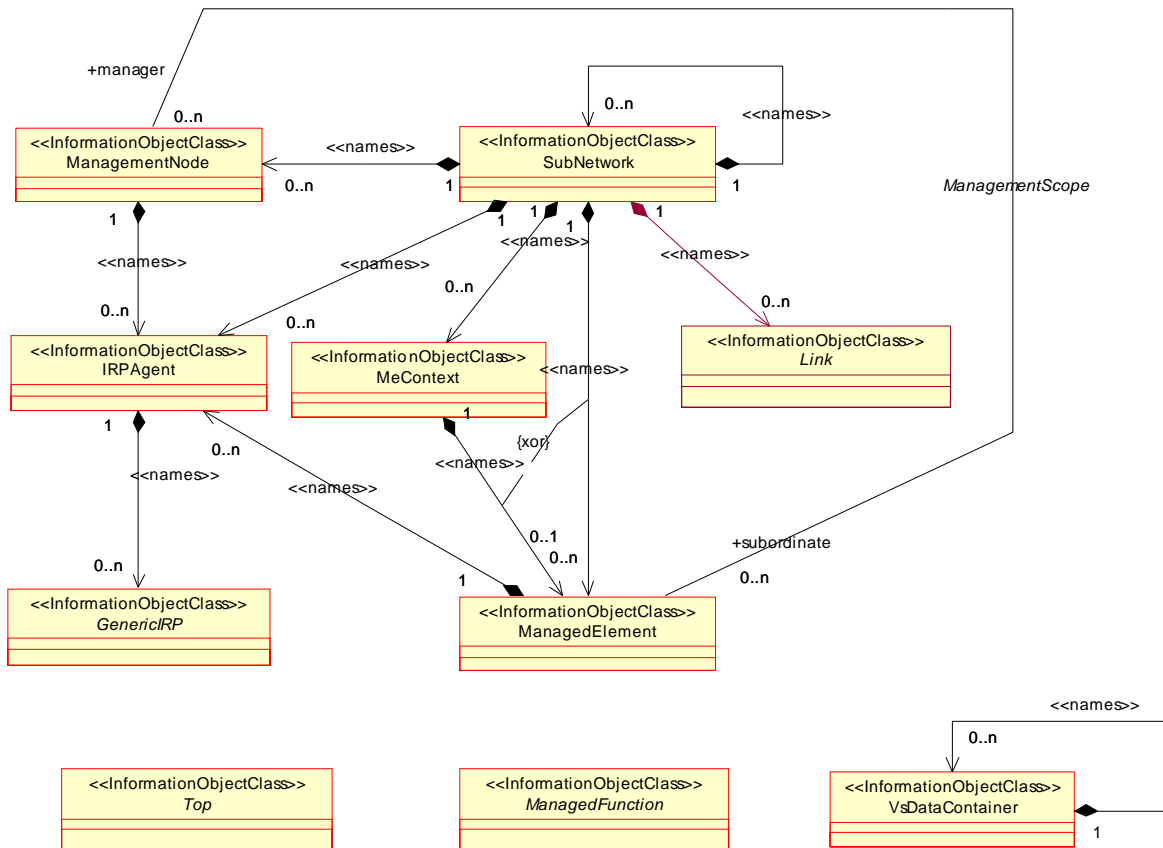 +manager
0..n
<<InformationObjectClass>>
ManagementNode
<<names>>
0..n
1
<<InformationObjectClass>>
SubNetwork
0..n
<<names>>
1
ManagementScope
1
<<names>>
0..n
1
<<names>>
0..n
1
<<names>>
0..n
1
<<names>>
1
<<names>>
0..n
<<InformationObjectClass>>
IRPAgent
<<InformationObjectClass>>
MeContext
<<InformationObjectClass>>
Link
1
<<names>>
0..n
1
<<names>>
{xor}
0..n
<<names>>
1
0..1
0..n
+subordinate
0..n
<<InformationObjectClass>>
GenericIRP
<<InformationObjectClass>>
ManagedElement
<<InformationObjectClass>>
Top
<<InformationObjectClass>>
ManagedFunction
<<names>>
0..n
<<InformationObjectClass>>
VsDataContainer
1